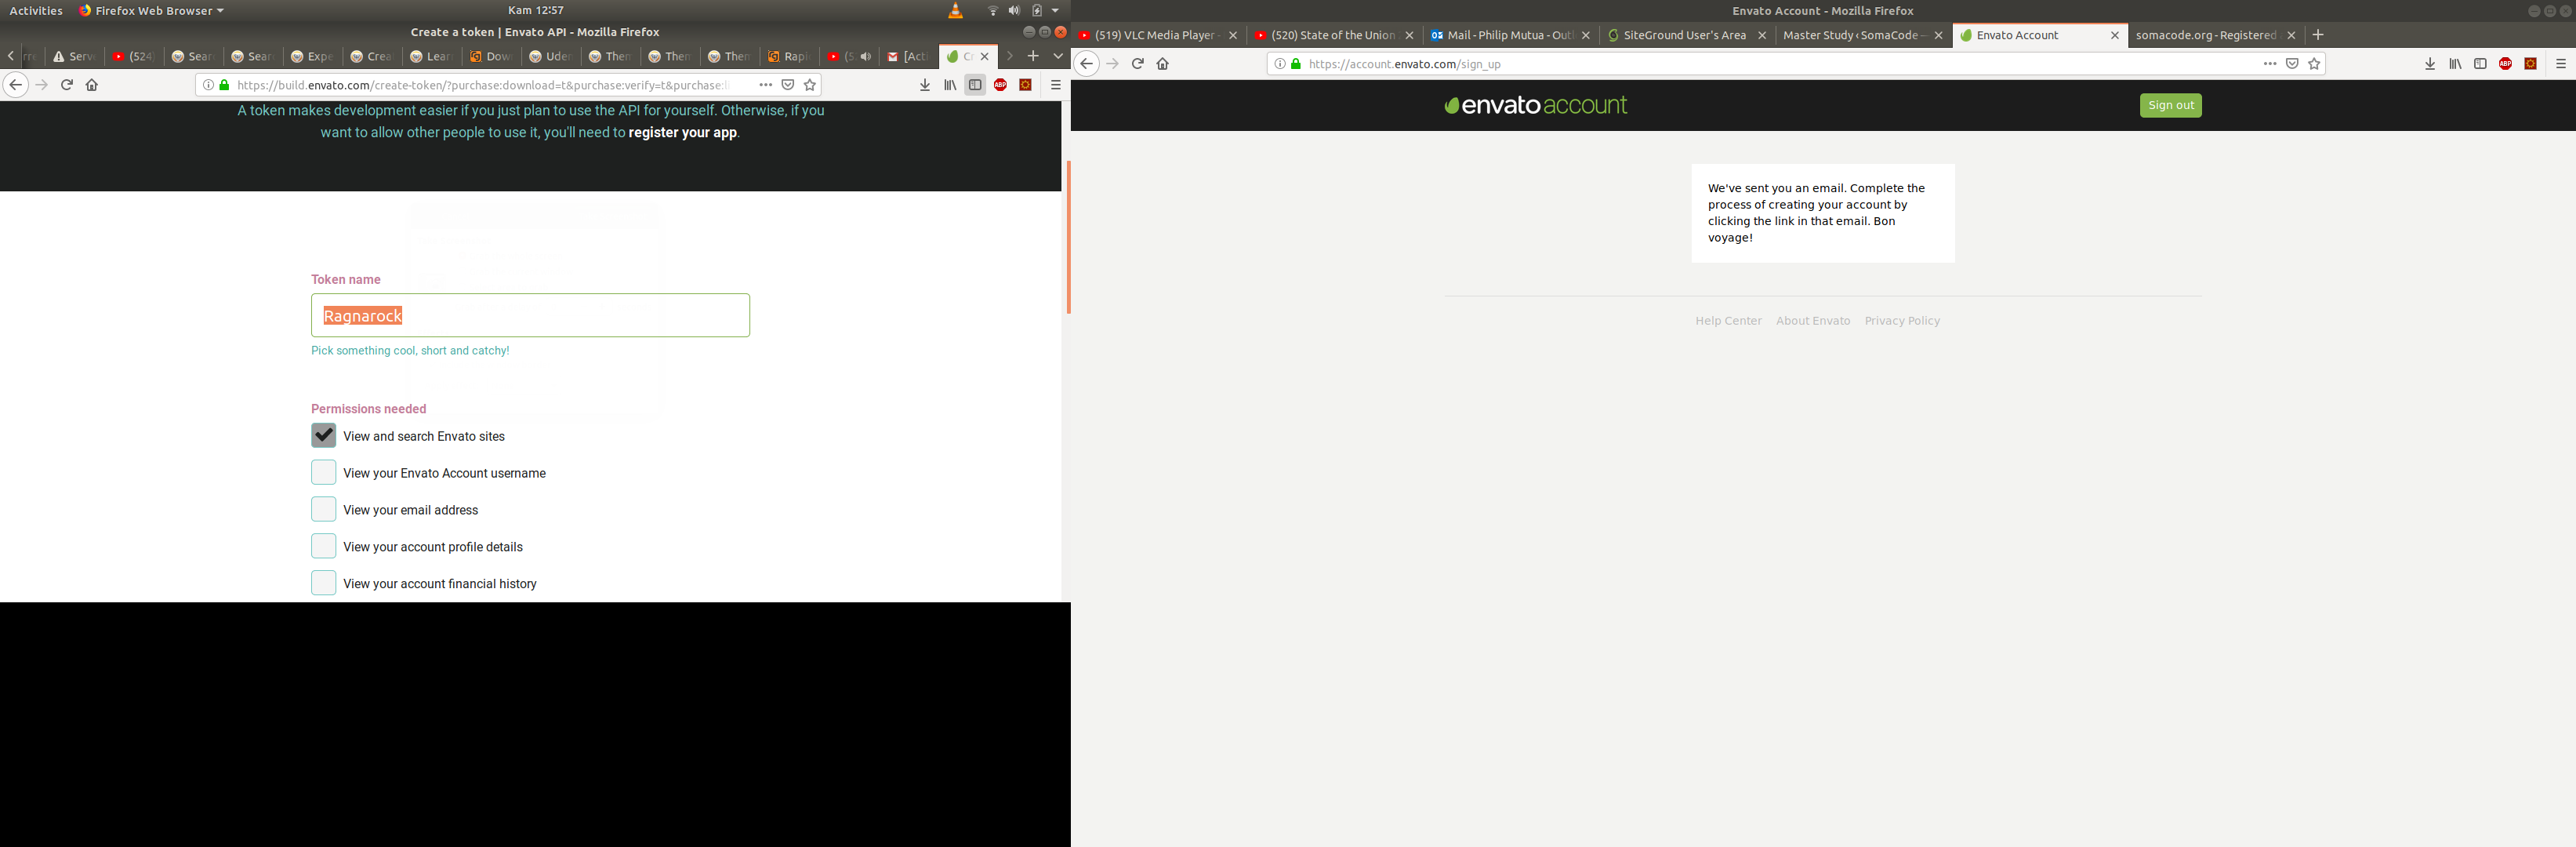 Activities Firefox Web Browser Kam 12:57
Create a token | Envato API - Mozilla Firefox
Serv (524 Sear Sear Expe Crea Lear Dow Uder Them Them Them Rapi (5 [Acti Cr
https://build.envato.com/create-token/?purchase:download=t&purchase:verify=t&purchase:li
A token makes development easier if you just plan to use the API for yourself. Otherwise, if you
want to allow other people to use it, you'll need to register your app.
Token name
Ragnarock
Pick something cool, short and catchy!
Permissions needed
View and search Envato sites
View your Envato Account username
View your email address
View your account profile details
View your account financial history
Envato Account - Mozilla Firefox
(519) VLC Media Player - (520) State of the Union Mail - Philip Mutua - Outl SiteGround User's Area Master Study ‹ SomaCode — Envato Account somacode.org - Registered
https://account.envato.com/sign_up
ABP
envato account Sign out
We've sent you an email. Complete the
process of creating your account by
clicking the link in that email. Bon
voyage!
Help Center About Envato Privacy Policy